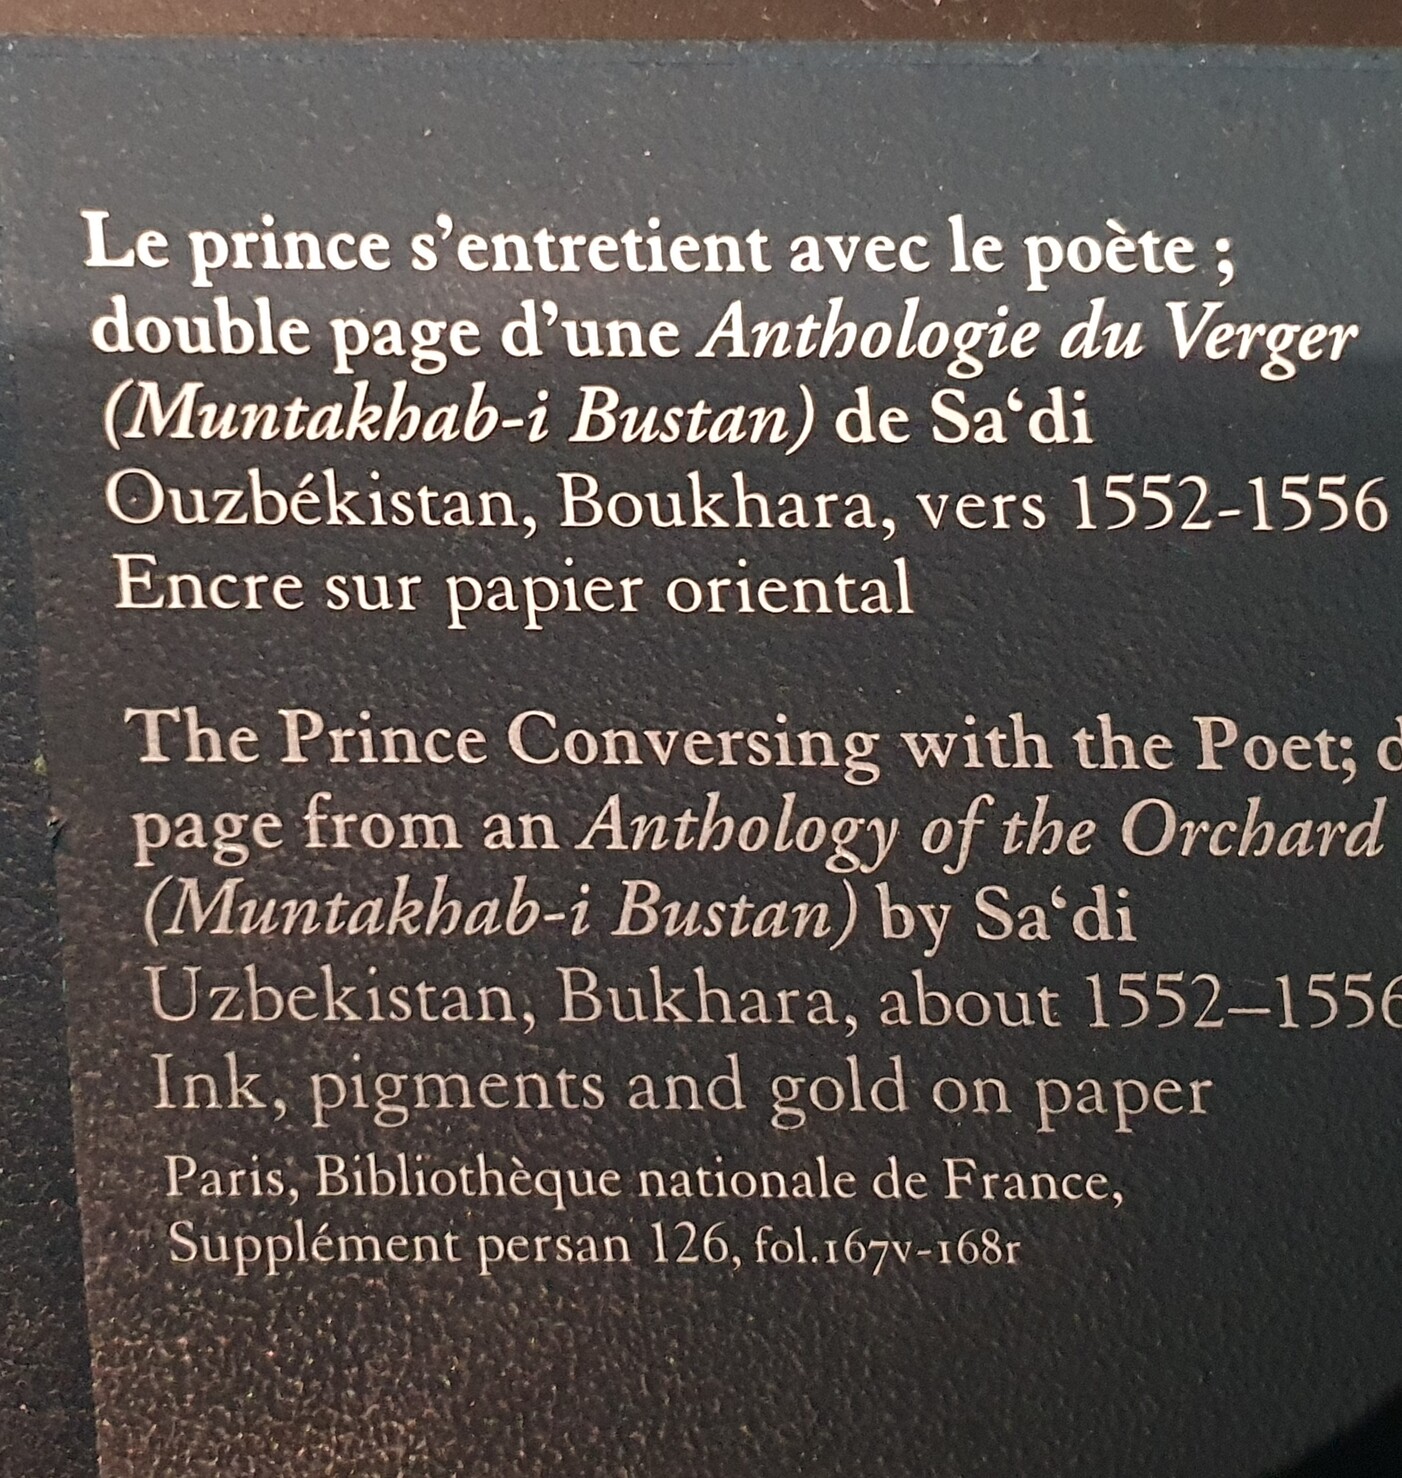 Le prince s’entretient avec le poète ;
double page d’une Anthologie du Verger
(Muntakhab-i Bustan) de Sa‘di
Ouzbékistan, Boukhara, vers 1552-1556
Encre sur papier oriental
The Prince Conversing with the Poet;
page from an Anthology of the Orchard
(Muntakhab-i Bustan) by Sa‘di
Uzbekistan, Bukhara, about 1552–1556
Ink, pigments and gold on paper
Paris, Bibliothèque nationale de France,
Supplément persan 126, fol.167v-168r